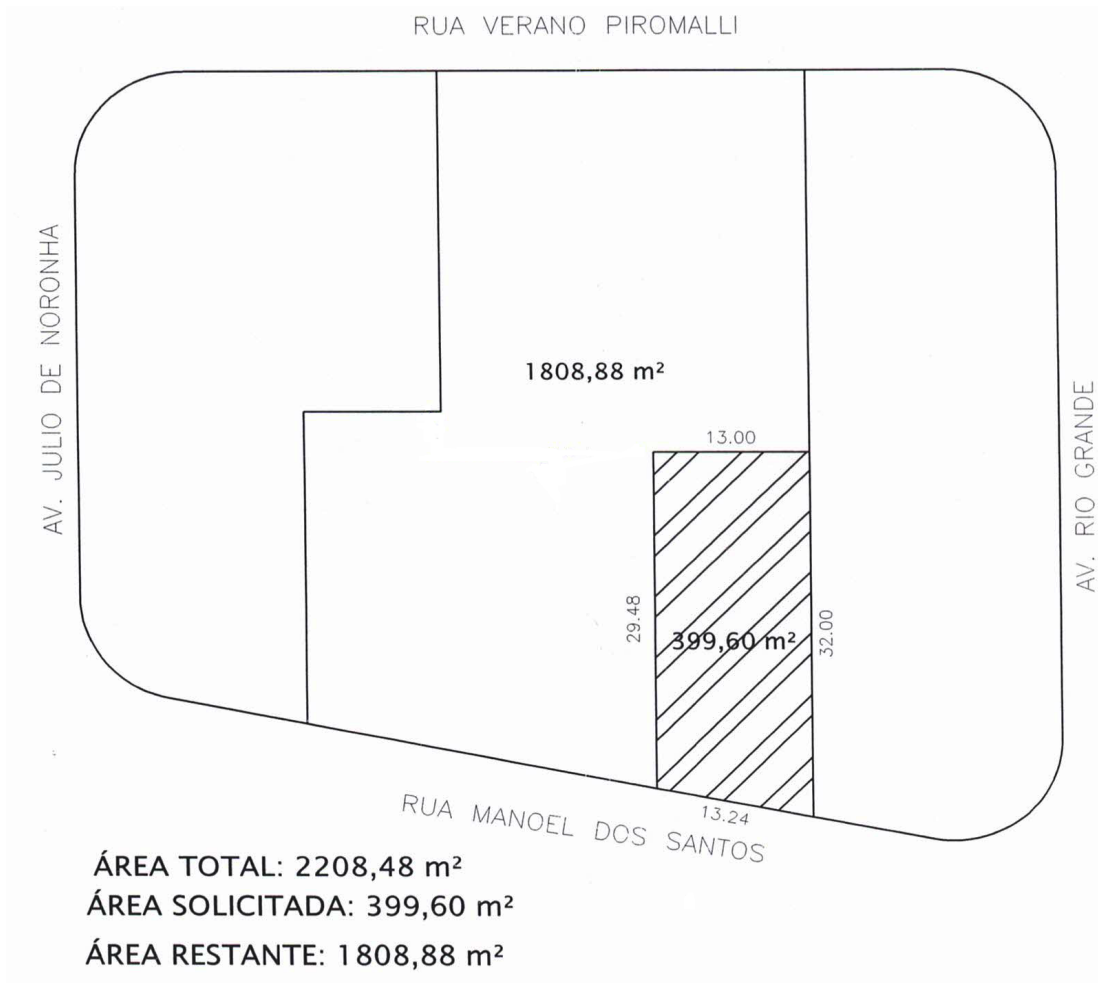 RUA VERANO PIROMALLI
AV. JULIO DE NORONHA
1808,88 m²
13.00
AV. RIO GRANDE
29.48
399,60 m²
32.00
13.24
RUA MANOEL DOS SANTOS
ÁREA TOTAL: 2208,48 m²
ÁREA SOLICITADA: 399,60 m²
ÁREA RESTANTE: 1808,88 m²